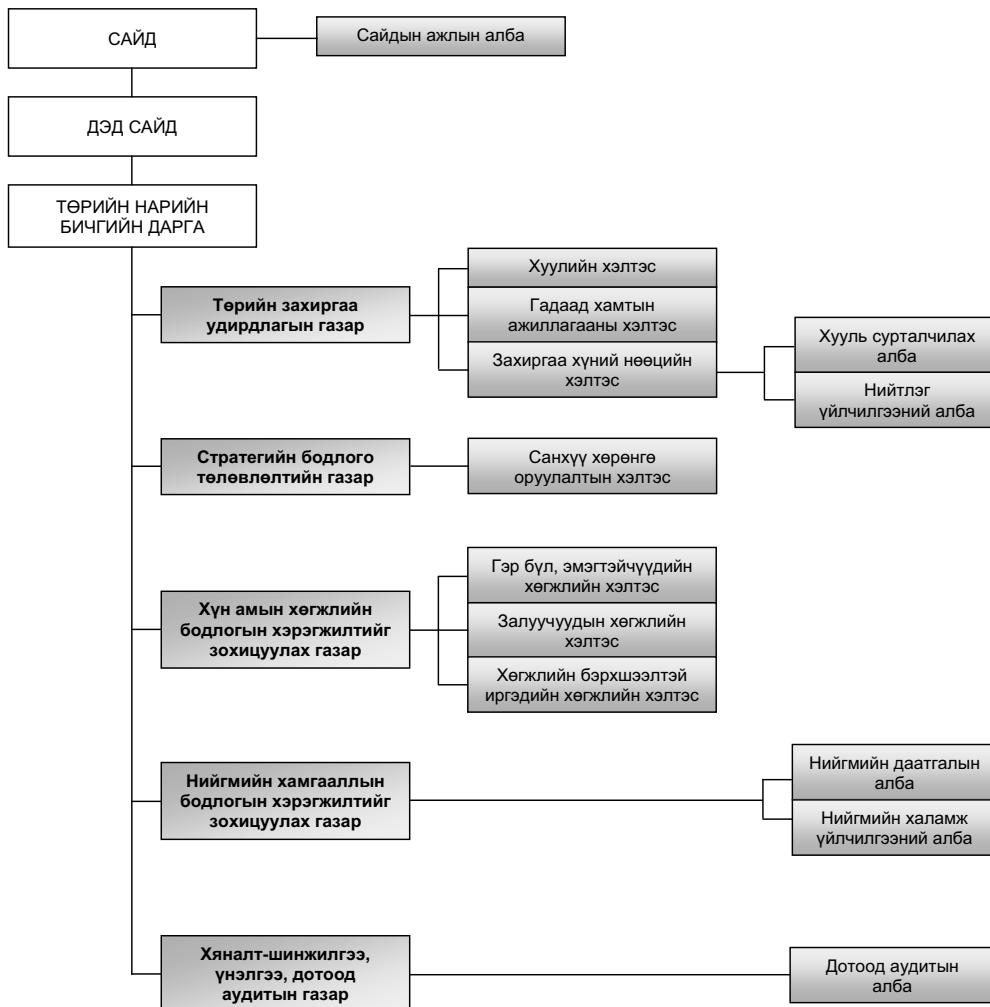 САЙД
Сайдын ажлын алба
ДЭД САЙД
ТӨРИЙН НАРИЙН
БИЧГИЙН ДАРГА
Төрийн захиргаа
удирдлагын газар
Хуулийн хэлтэс
Гадаад хамтын
ажиллагааны хэлтэс
Захиргаа хүний нөөцийн
хэлтэс
Хууль сурталчилах
алба
Нийтлэг
үйлчилгээний алба
Стратегийн бодлого
төлөвлөлтийн газар
Санхүү хөрөнгө
оруулалтын хэлтэс
Хүн амын хөгжлийн
бодлогын хэрэгжилтийг
зохицуулах газар
Гэр бүл, эмэгтэйчүүдийн
хөгжлийн хэлтэс
Залуучуудын хөгжлийн
хэлтэс
Хөгжлийн бэрхшээлтэй
иргэдийн хөгжлийн хэлтэс
Нийгмийн хамгааллын
бодлогын хэрэгжилтийг
зохицуулах газар
Нийгмийн даатгалын
алба
Нийгмийн халамж
үйлчилгээний алба
Хяналт-шинжилгээ,
үнэлгээ, дотоод
аудитын газар
Дотоод аудитын
алба